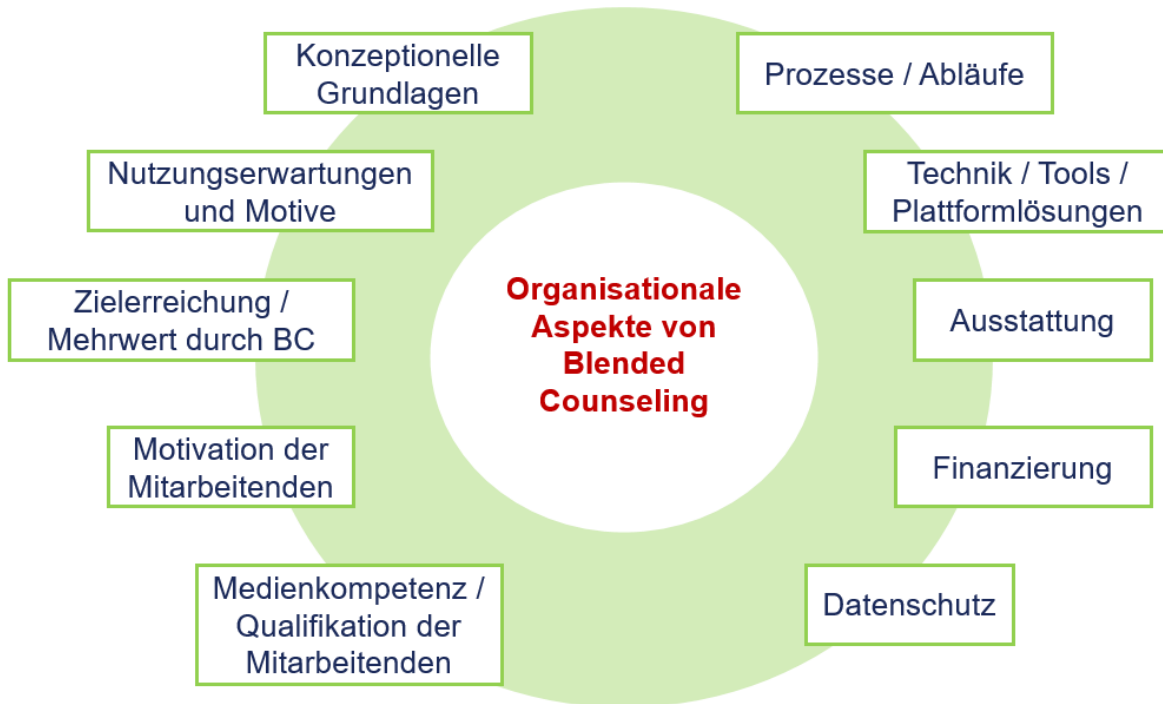 Konzeptionelle
Grundlagen
Prozesse / Abläufe
Nutzungserwartungen
und Motive
Technik / Tools /
Plattformlösungen
Organisationale
Aspekte von
Blended
Counseling
Zielerreichung /
Mehrwert durch BC
Ausstattung
Motivation der
Mitarbeitenden
Finanzierung
Medienkompetenz /
Qualifikation der
Mitarbeitenden
Datenschutz